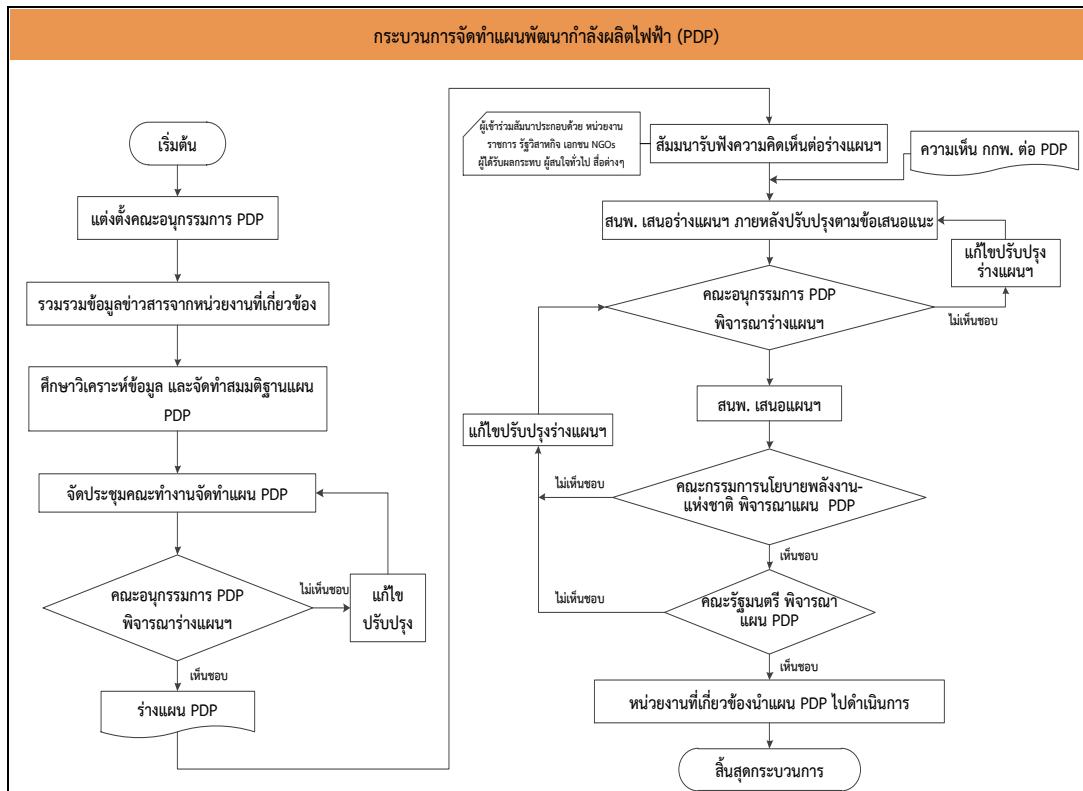 กระบวนการจัดทำแผนพัฒนากำลังผลิตไฟฟ้า (PDP)
เริ่มต้น
แต่งตั้งคณะอนุกรรมการ PDP
รวมรวมข้อมูลข่าวสารจากหน่วยงานที่เกี่ยวข้อง
ศึกษาวิเคราะห์ข้อมูล และจัดทำสมมติฐานแผน
PDP
จัดประชุมคณะทำงานจัดทำแผน PDP
คณะอนุกรรมการ PDP
พิจารณาร่างแผนฯ
ไม่เห็นชอบ
แก้ไข
ปรับปรุง
เห็นชอบ
ร่างแผน PDP
ผู้เข้าร่วมสัมนาประกอบด้วย หน่วยงาน
ราชการ รัฐวิสาหกิจ เอกชน NGOs
ผู้ได้รับผลกระทบ ผู้สนใจทั่วไป สื่อต่างๆ
สัมมนารับฟังความคิดเห็นต่อร่างแผนฯ
ความเห็น กกพ. ต่อ PDP
สนพ. เสนอร่างแผนฯ ภายหลังปรับปรุงตามข้อเสนอแนะ
แก้ไขปรับปรุง
ร่างแผนฯ
คณะอนุกรรมการ PDP
พิจารณาร่างแผนฯ
ไม่เห็นชอบ
สนพ. เสนอแผนฯ
แก้ไขปรับปรุงร่างแผนฯ
ไม่เห็นชอบ
คณะกรรมการนโยบายพลังงาน-
แห่งชาติ พิจารณาแผน PDP
เห็นชอบ
ไม่เห็นชอบ
คณะรัฐมนตรี พิจารณา
แผน PDP
เห็นชอบ
หน่วยงานที่เกี่ยวข้องนำแผน PDP ไปดำเนินการ
สิ้นสุดกระบวนการ